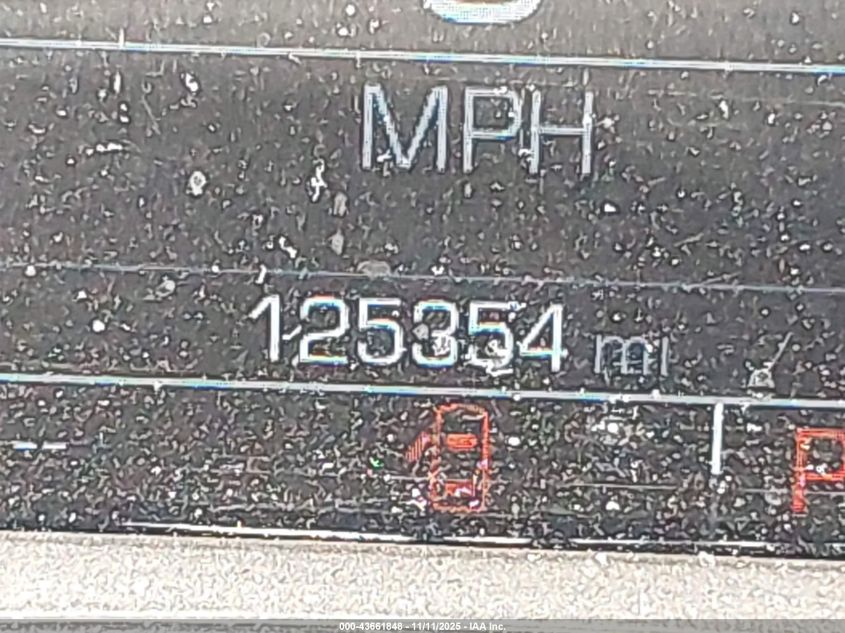 MPH
125354 mi
P
000-43661848 - 11/11/2025 - IAA Inc.